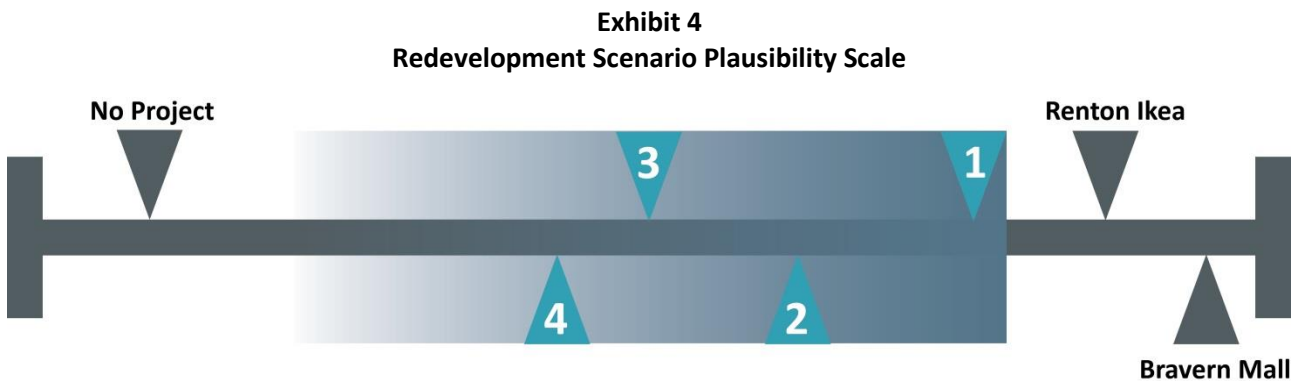 Exhibit 4
Redevelopment Scenario Plausibility Scale
No Project
Renton Ikea
3
1
4
2
Bravern Mall